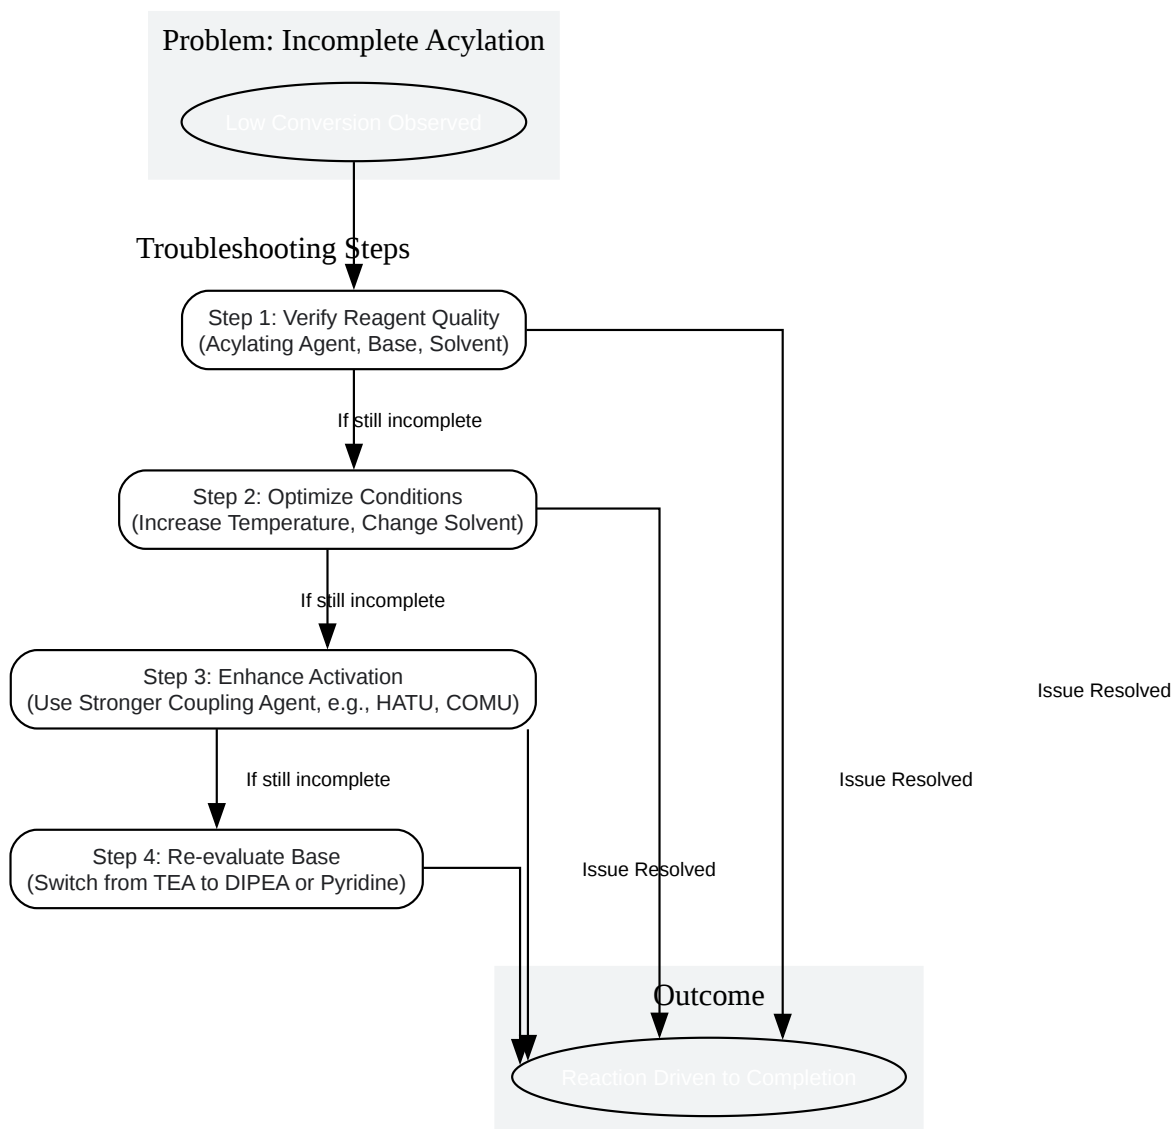 Problem: Incomplete Acylation
Low Conversion Observed
Troubleshooting Steps
Step 1: Verify Reagent Quality
(Acylating Agent, Base, Solvent)
If still incomplete
Step 2: Optimize Conditions
(Increase Temperature, Change Solvent)
If still incomplete
Step 3: Enhance Activation
(Use Stronger Coupling Agent, e.g., HATU, COMU)
Issue Resolved
If still incomplete
Issue Resolved
Step 4: Re-evaluate Base
(Switch from TEA to DIPEA or Pyridine)
Issue Resolved
Outcome
Reaction Driven to Completion